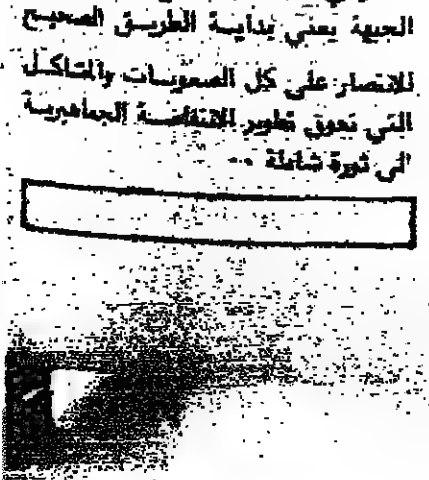 الجبهة يعني بداية الطريق الصحيح
للانتصار على كل الصعوبات والمشاكل
التي تعوق تطوير الانتفاضة الجماهيرية
الى ثورة شاملة ..